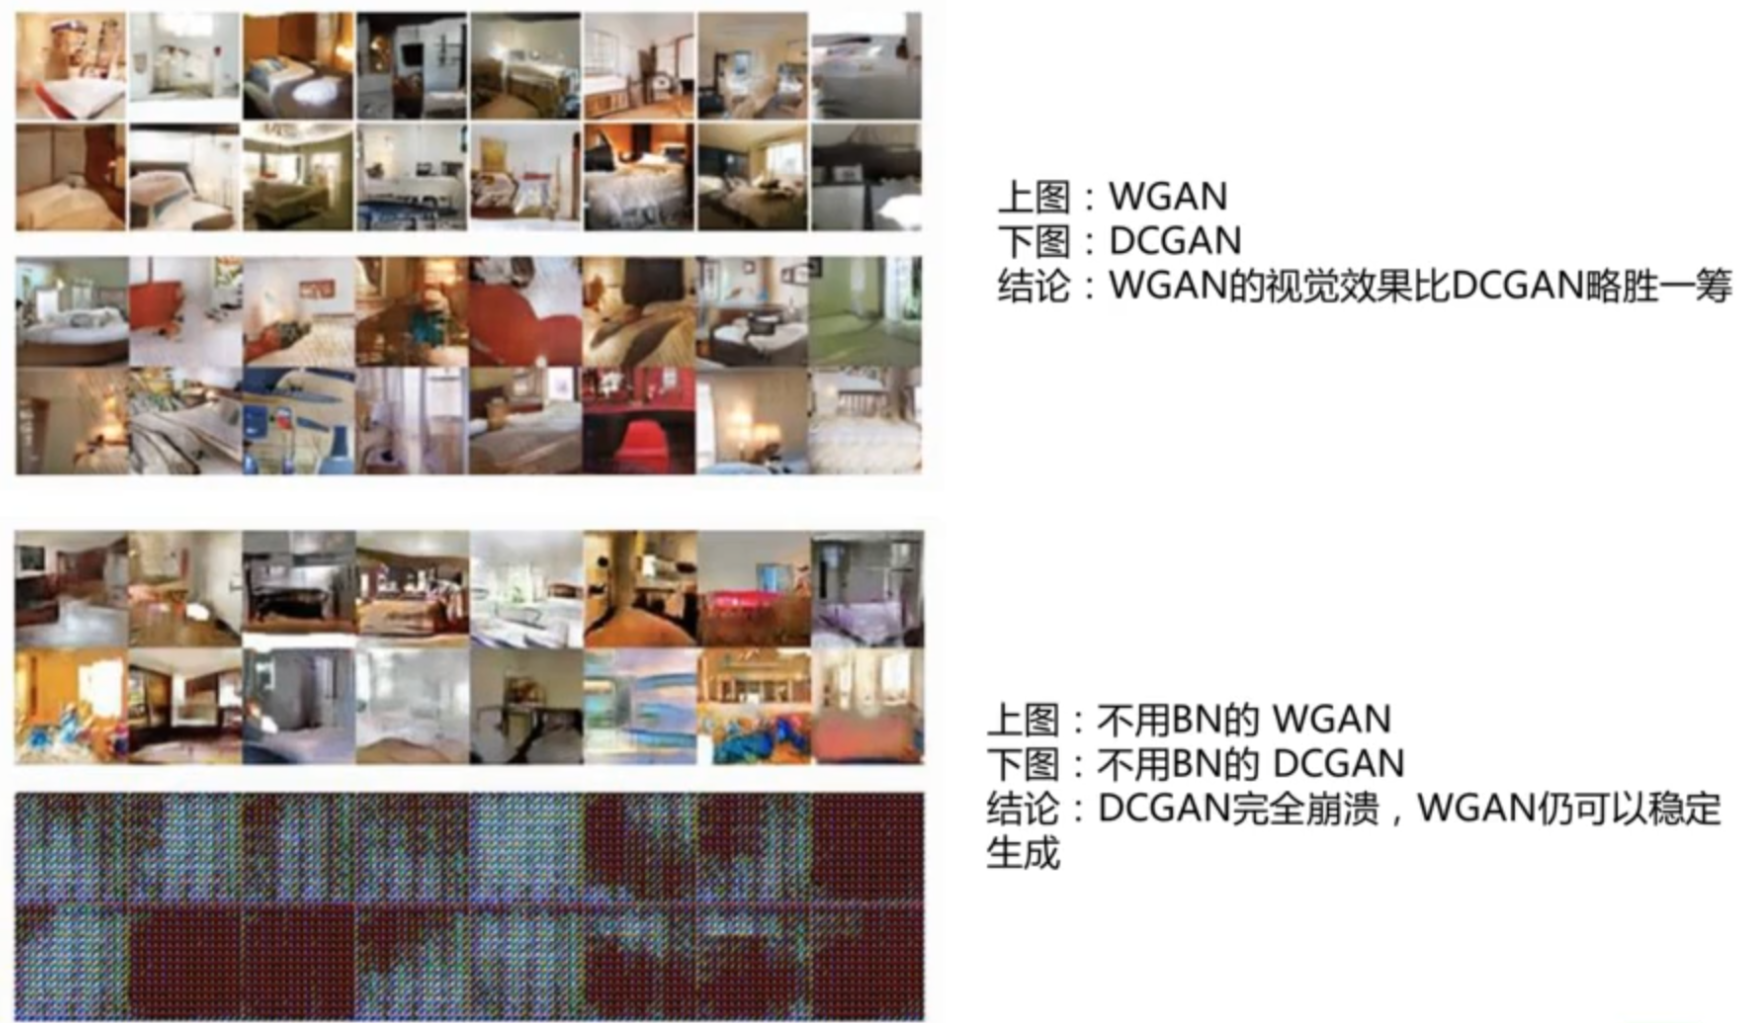 上图：WGAN
下图：DCGAN
结论：WGAN的视觉效果比DCGAN略胜一筹
上图：不用BN的 WGAN
下图：不用BN的 DCGAN
结论：DCGAN完全崩溃，WGAN仍可以稳定
生成